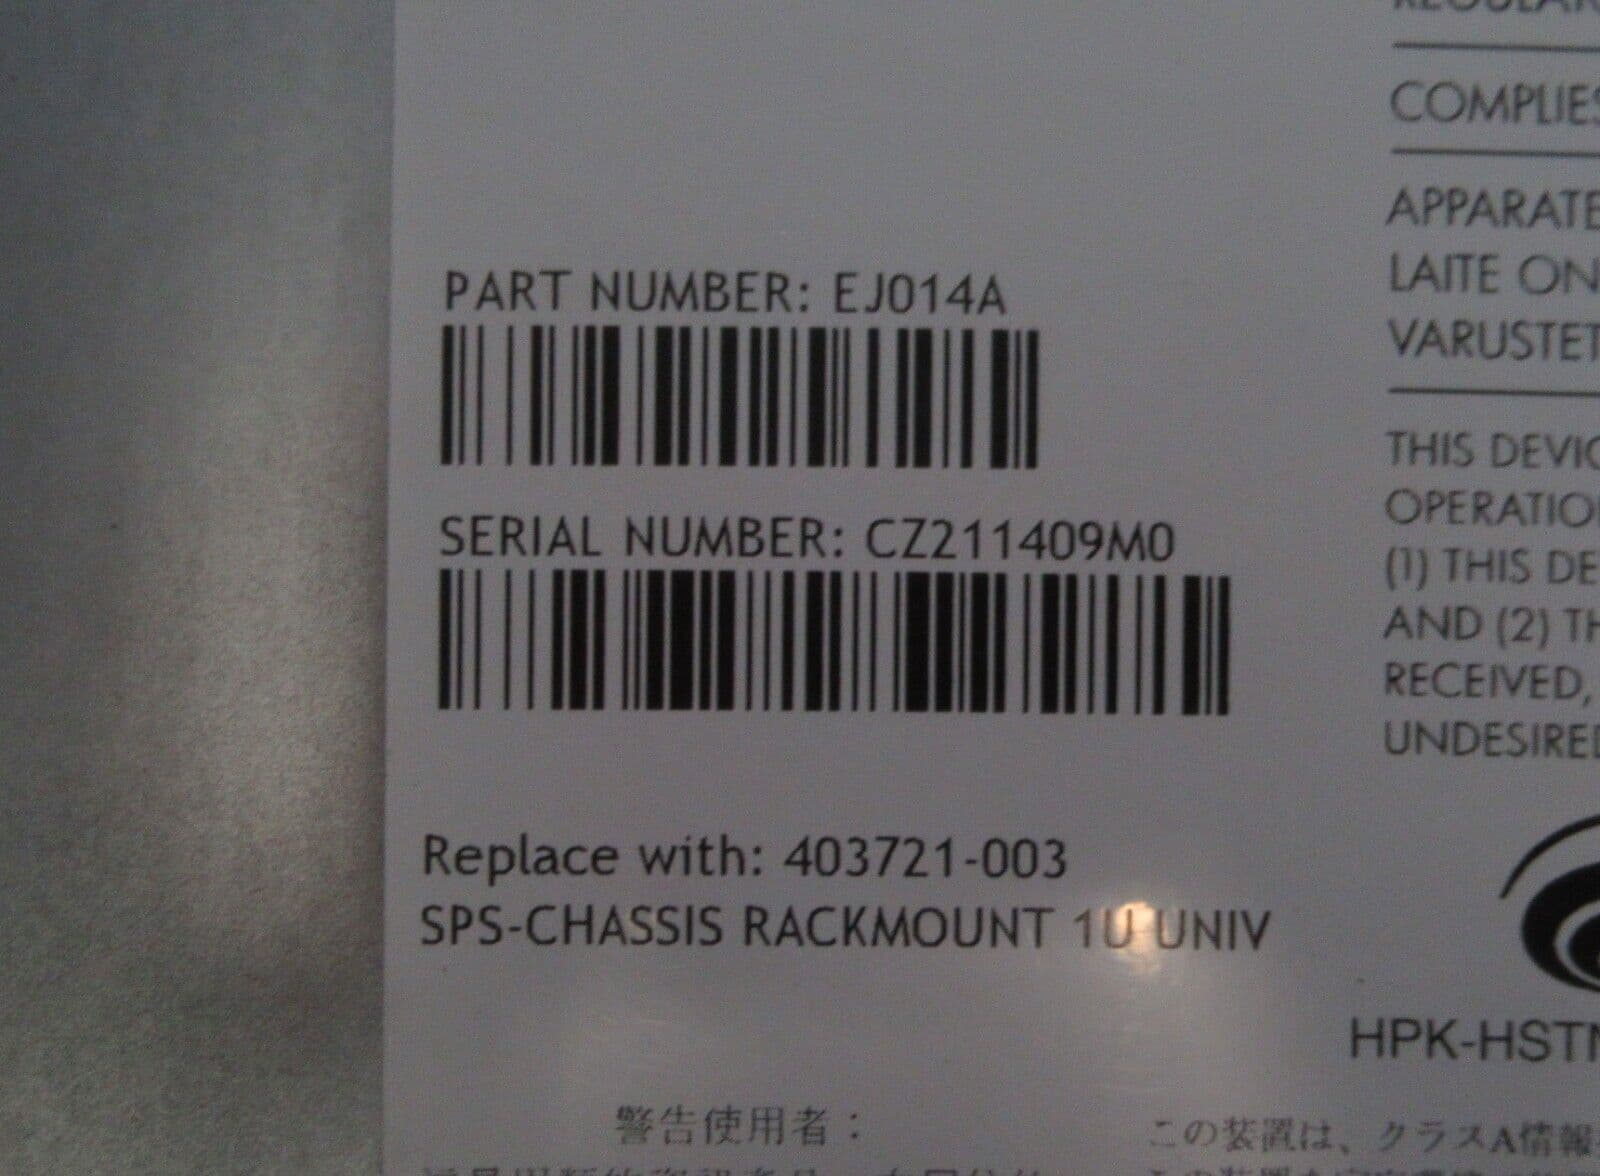 COMPLIES
APPARATE
LAITE ON
VARUSTET
PART NUMBER: EJ014A
THIS DEVIC
OPERATIO
SERIAL NUMBER: CZ211409M0
(1) THIS DE
AND (2) TH
RECEIVED,
UNDESIRED
Replace with: 403721-003
SPS-CHASSIS RACKMOUNT 1U UNIV
HPK-HSTN
警告使用者：
この装置は、クラスA情報